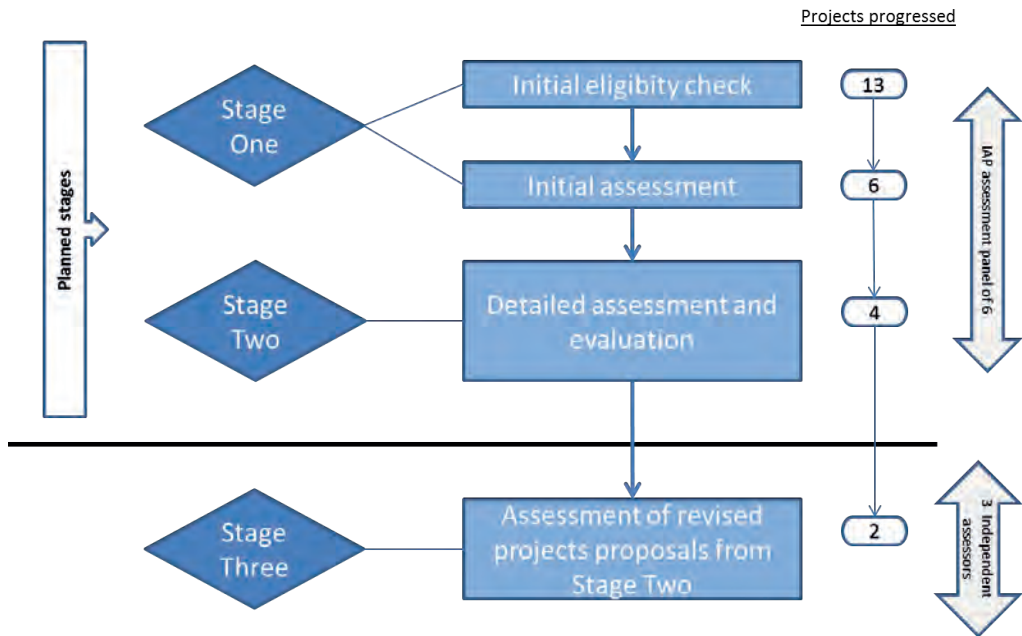 Projects progressed
Planned stages
Stage
One
Initial eligibity check
13
Initial assessment
6
IAP assessment panel of 6
Stage
Two
Detailed assessment and
evaluation
4
Stage
Three
Assessment of revised
projects proposals from
Stage Two
2
3 Independent
assessors